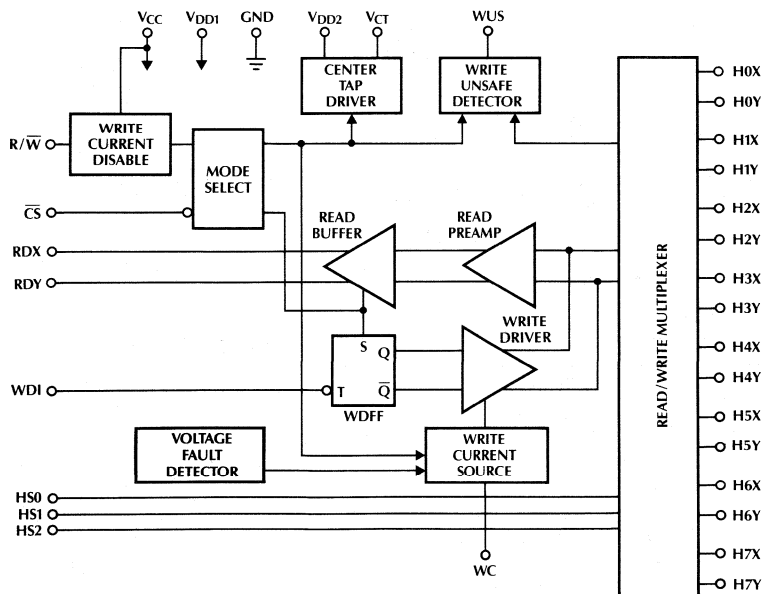 VCC VDD1 GND VDD2 VCT WUS
CENTER
TAP
DRIVER
WRITE
UNSAFE
DETECTOR
R/W̅
WRITE
CURRENT
DISABLE
MODE
SELECT
C̅S̅
READ
BUFFER
READ
PREAMP
RDX
RDY
S
Q
T
Q̅
WDFF
WRITE
DRIVER
WDI
VOLTAGE
FAULT
DETECTOR
WRITE
CURRENT
SOURCE
HS0
HS1
HS2
WC
READ/WRITE MULTIPLEXER
H0X
H0Y
H1X
H1Y
H2X
H2Y
H3X
H3Y
H4X
H4Y
H5X
H5Y
H6X
H6Y
H7X
H7Y